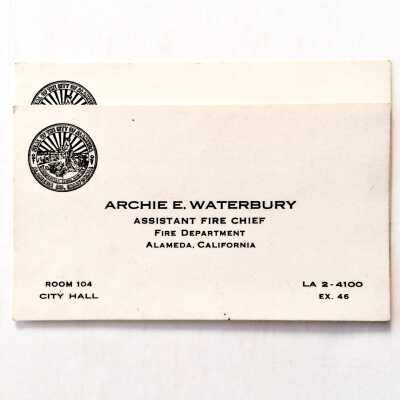 ARCHIE E. WATERBURY
ASSISTANT FIRE CHIEF
FIRE DEPARTMENT
ALAMEDA, CALIFORNIA
ROOM 104
CITY HALL
LA 2-4100
EX. 46